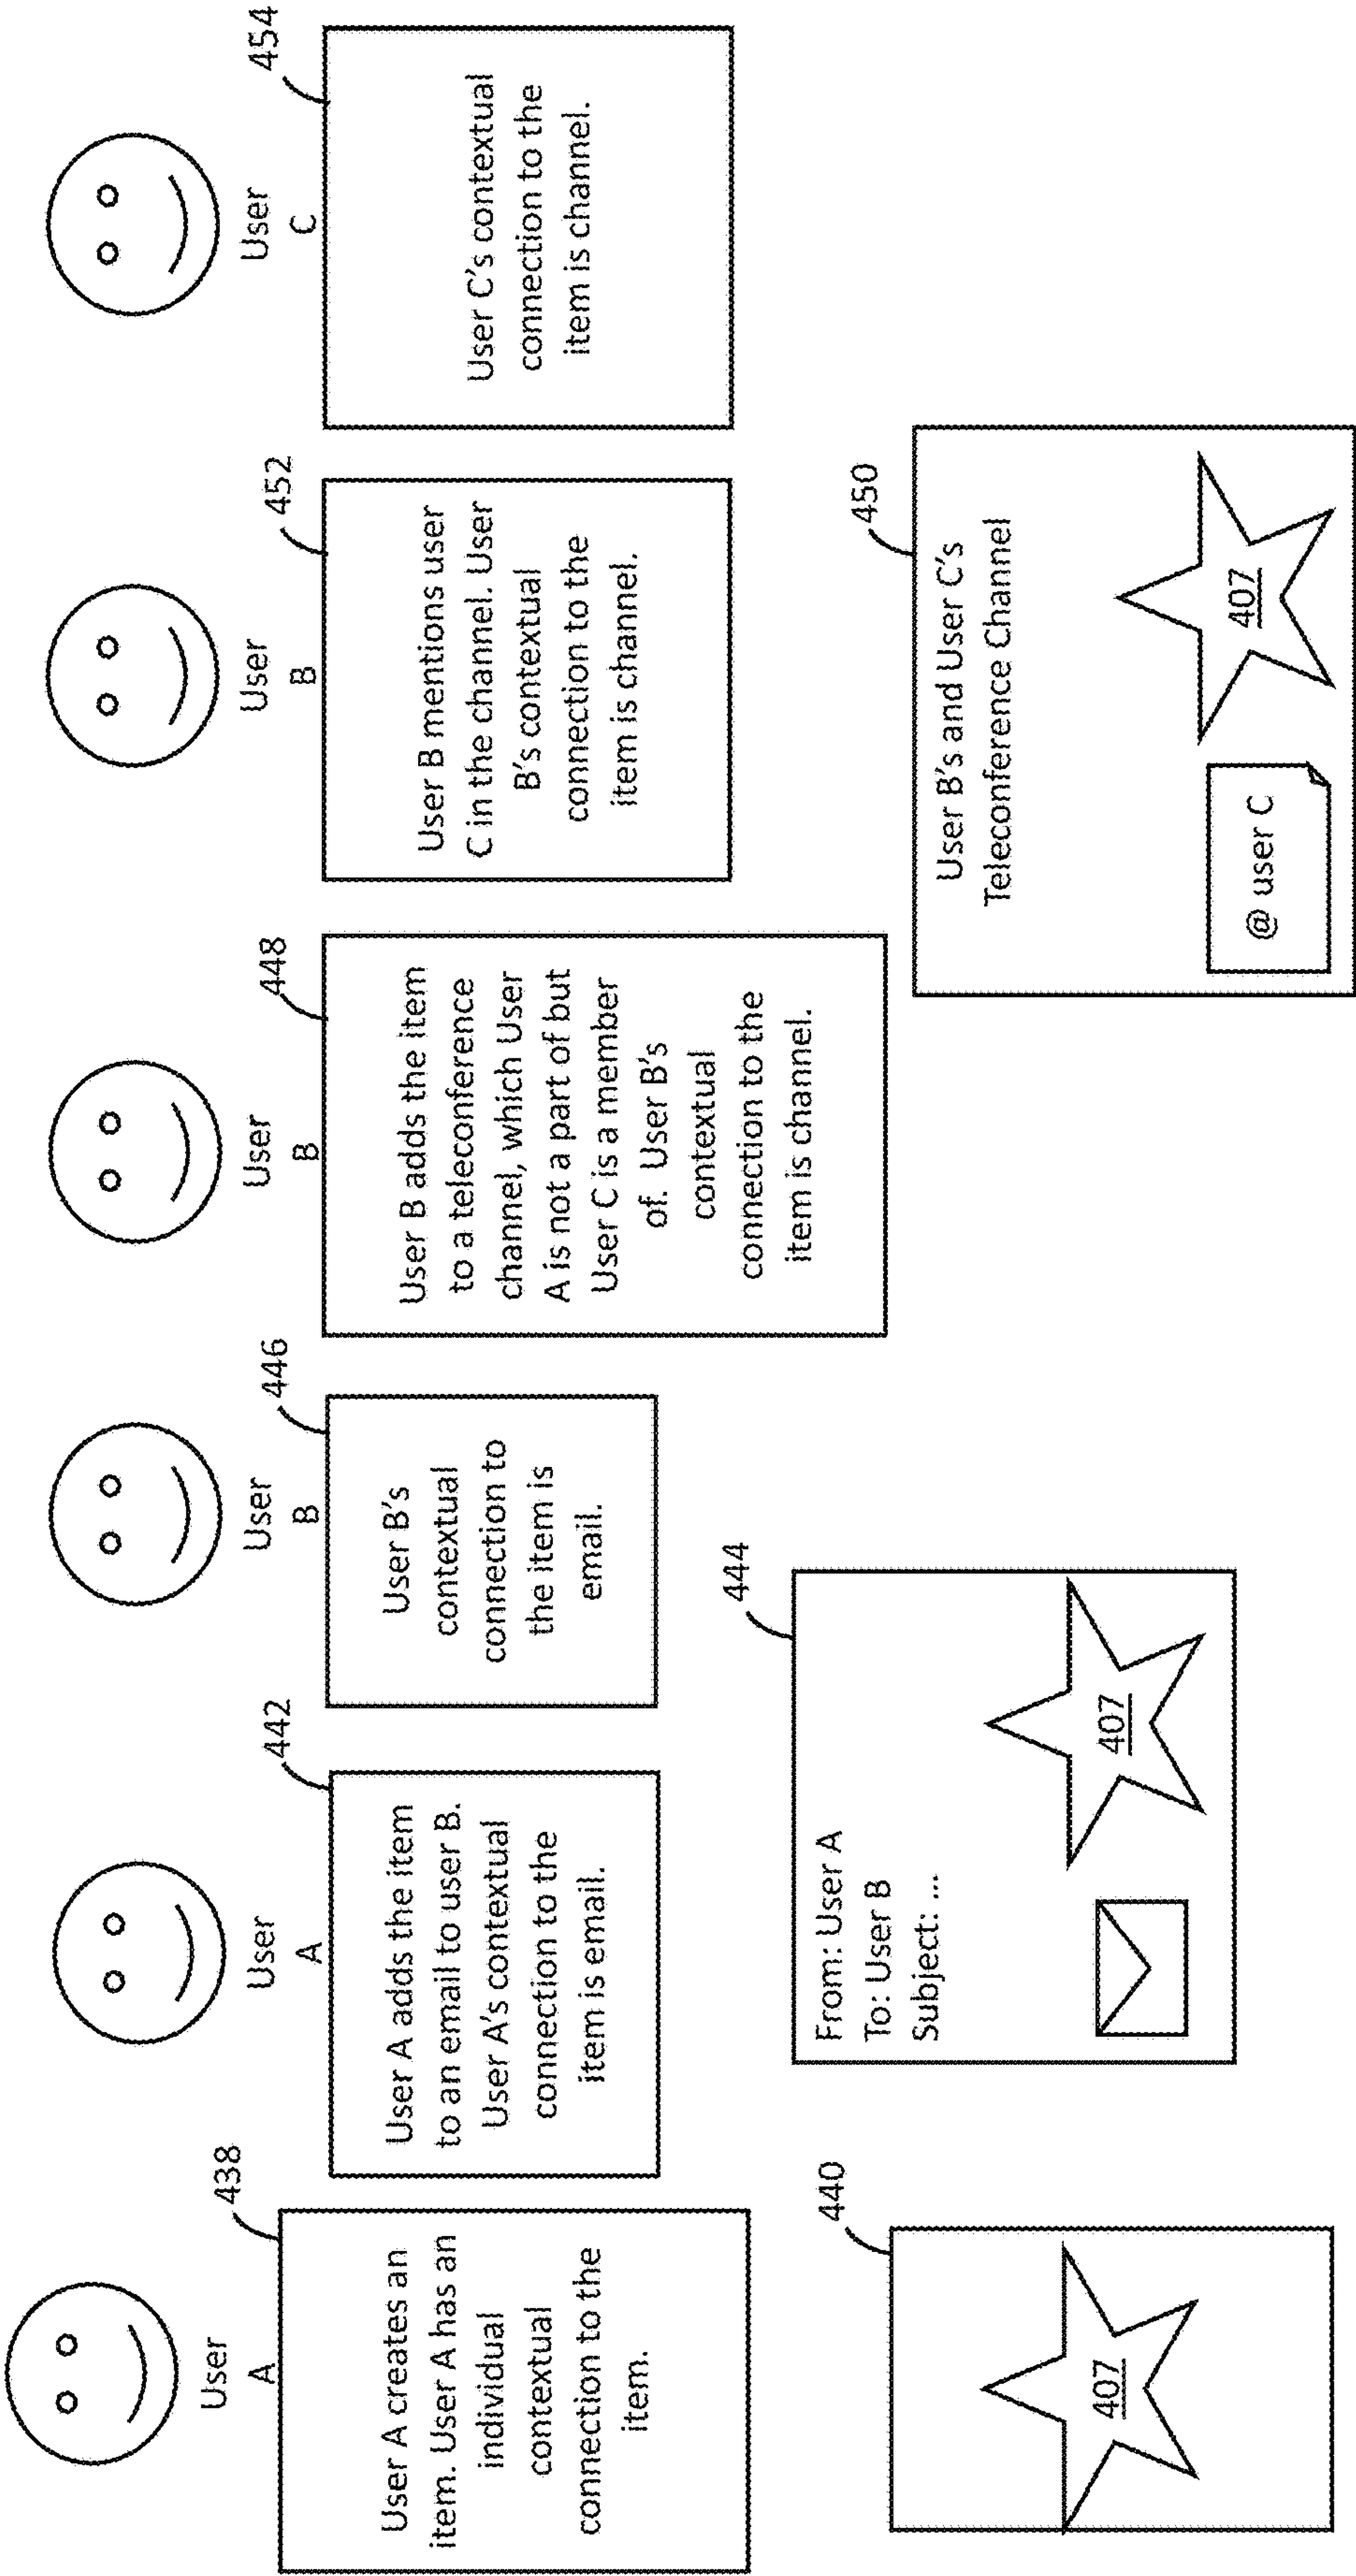 User
A
438
User A creates an
item. User A has an
individual
contextual
connection to the
item.
440
407
User
A
442
User A adds the item
to an email to user B.
User A's contextual
connection to the
item is email.
444
From: User A
To: User B
Subject: ...
407
User
B
446
User B's
contextual
connection to
the item is
email.
User
B
448
User B adds the item
to a teleconference
channel, which User
A is not a part of but
User C is a member
of. User B's
contextual
connection to the
item is channel.
User
B
452
User B mentions user
C in the channel. User
B's contextual
connection to the
item is channel.
450
User B's and User C's
Teleconference Channel
@ user C
407
User
C
454
User C's contextual
connection to the
item is channel.